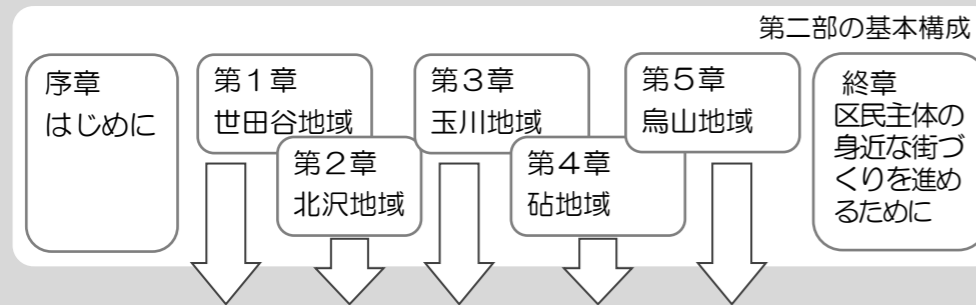 第二部の基本構成
序章
はじめに
第１章
世田谷地域
第２章
北沢地域
第３章
玉川地域
第４章
砧地域
第５章
烏山地域
終章
区民主体の
身近な街づ
くりを進め
るために